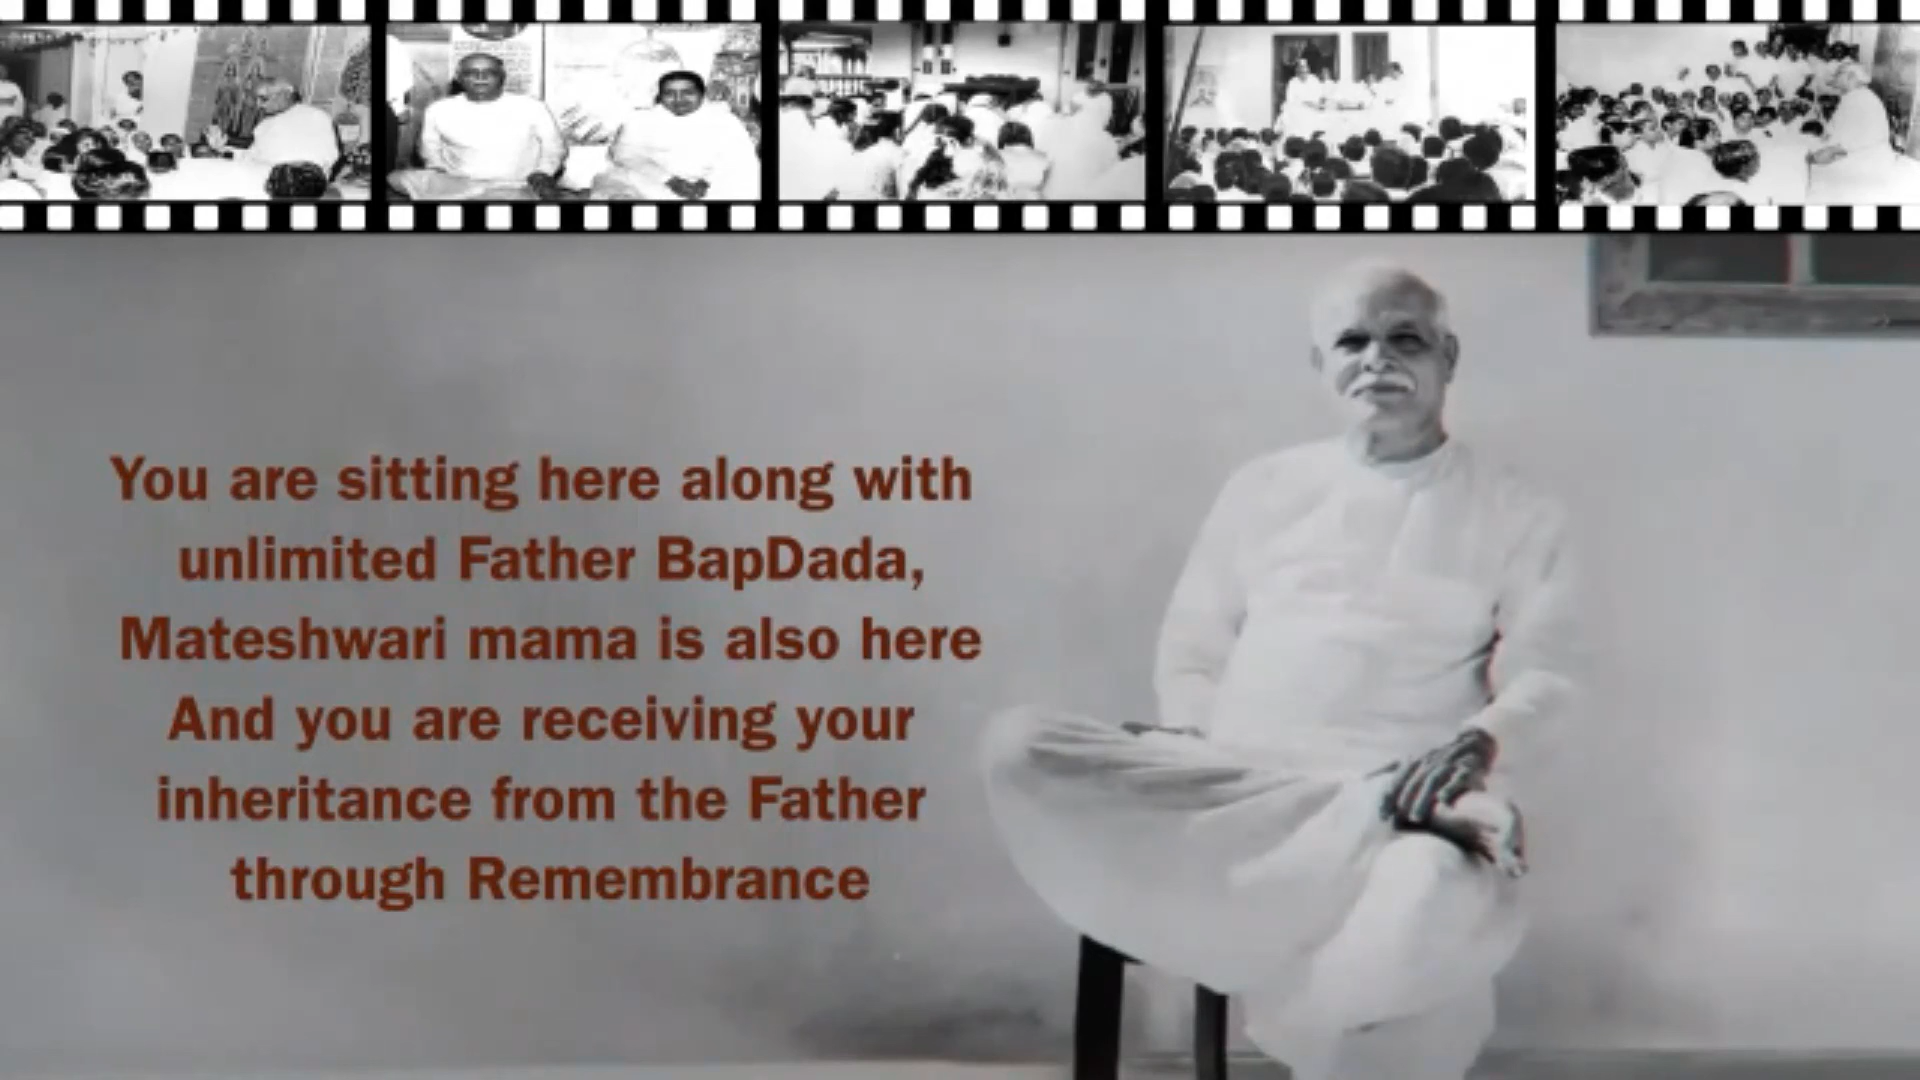 You are sitting here along with
unlimited Father BapDada,
Mateshwari mama is also here
And you are receiving your
inheritance from the Father
through Remembrance